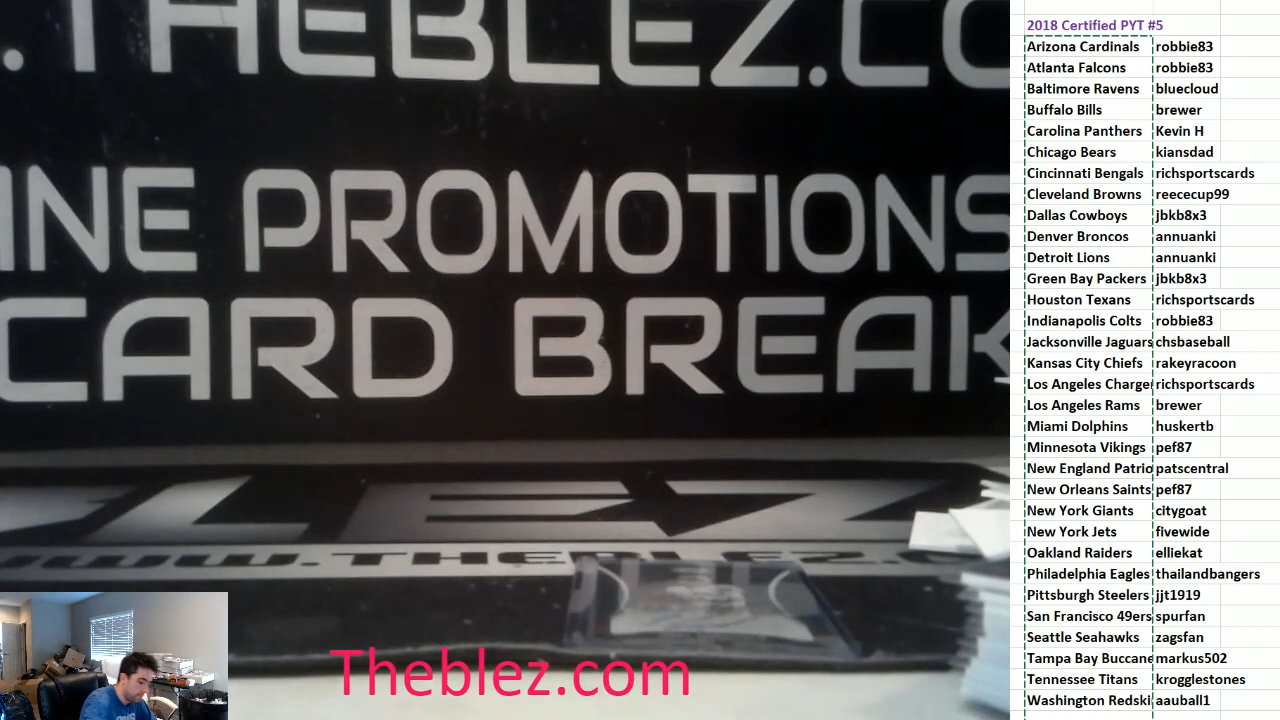 .THEBLEZ.CO
INE PROMOTIONS
CARD BREAK
LEZ
www.THEBLEZ.C
Theblez.com
2018 Certified PYT #5
Arizona Cardinals robbie83
Atlanta Falcons robbie83
Baltimore Ravens bluecloud
Buffalo Bills brewer
Carolina Panthers Kevin H
Chicago Bears kiansdad
Cincinnati Bengals richsportscards
Cleveland Browns reececup99
Dallas Cowboys jbkb8x3
Denver Broncos annuanki
Detroit Lions annuanki
Green Bay Packers jbkb8x3
Houston Texans richsportscards
Indianapolis Colts robbie83
Jacksonville Jaguars chsbaseball
Kansas City Chiefs rakeyracoon
Los Angeles Charge richsportscards
Los Angeles Rams brewer
Miami Dolphins huskertb
Minnesota Vikings pef87
New England Patrio patscentral
New Orleans Saints pef87
New York Giants citygoat
New York Jets fivewide
Oakland Raiders elliekat
Philadelphia Eagles thailandbangers
Pittsburgh Steelers jjt1919
San Francisco 49ers spurfan
Seattle Seahawks zagsfan
Tampa Bay Buccane markus502
Tennessee Titans krogglestones
Washington Redski aauball1